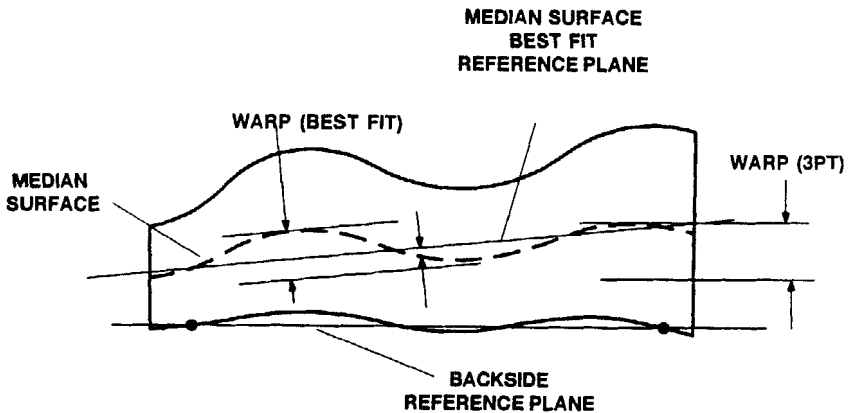 MEDIAN SURFACE
BEST FIT
REFERENCE PLANE
WARP (BEST FIT)
WARP (3PT)
MEDIAN
SURFACE
BACKSIDE
REFERENCE PLANE